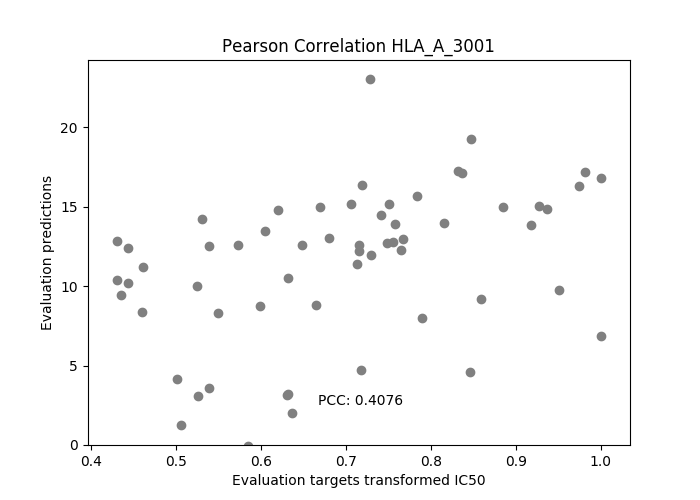 Pearson Correlation HLA_A_3001
Evaluation predictions
20
15
10
5
0
PCC: 0.4076
0.4 0.5 0.6 0.7 0.8 0.9 1.0
Evaluation targets transformed IC50